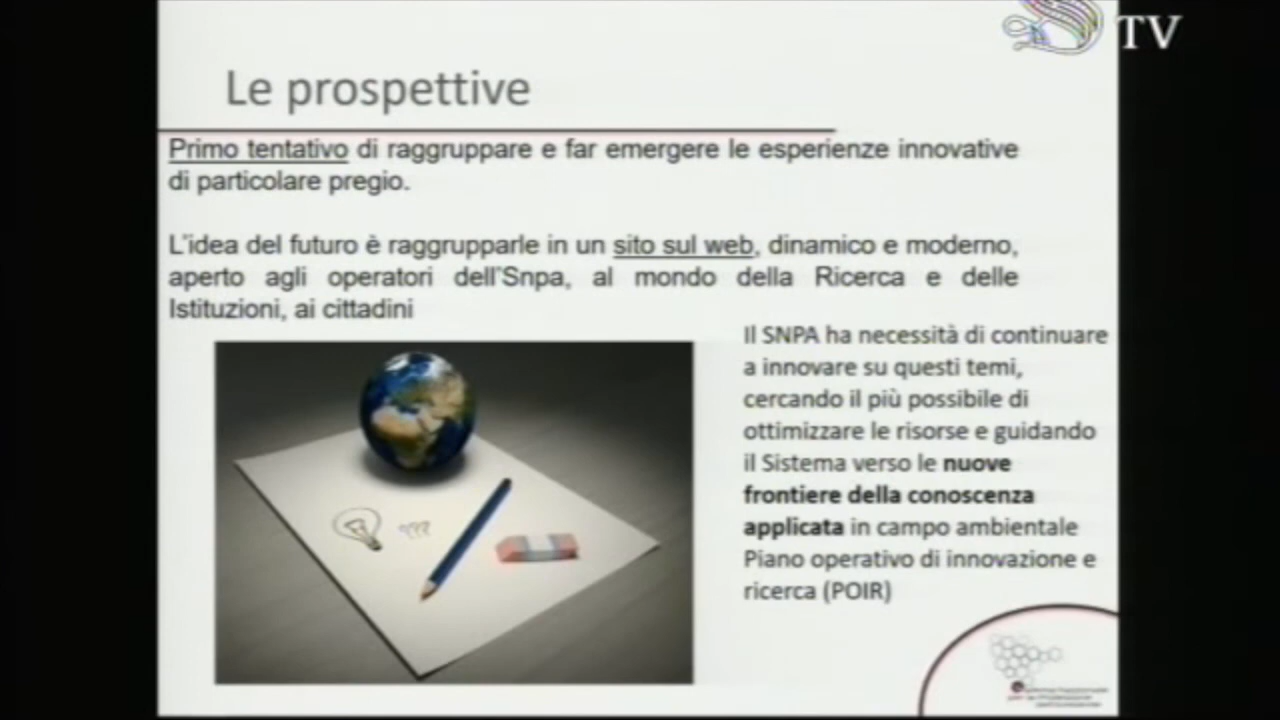 TV
Le prospettive
Primo tentativo di raggruppare e far emergere le esperienze innovative
di particolare pregio.
L'idea del futuro è raggrupparle in un sito sul web, dinamico e moderno,
aperto agli operatori dell'Snpa, al mondo della Ricerca e delle
Istituzioni, ai cittadini
Il SNPA ha necessità di continuare
a innovare su questi temi,
cercando il più possibile di
ottimizzare le risorse e guidando
il Sistema verso le nuove
frontiere della conoscenza
applicata in campo ambientale
Piano operativo di innovazione e
ricerca (POIR)
???